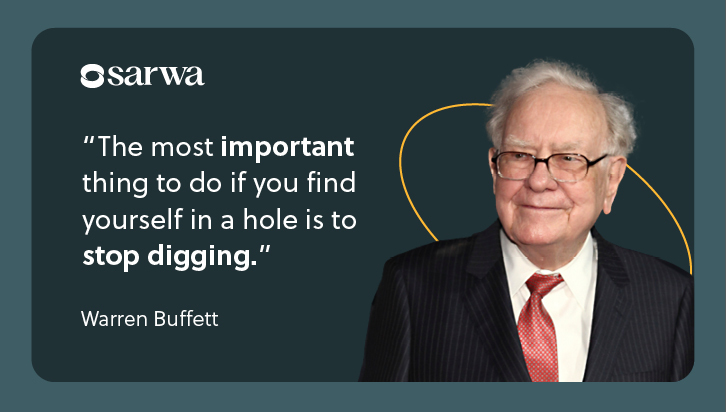 sarwa
“The most important
thing to do if you find
yourself in a hole is to
stop digging.”
Warren Buffett